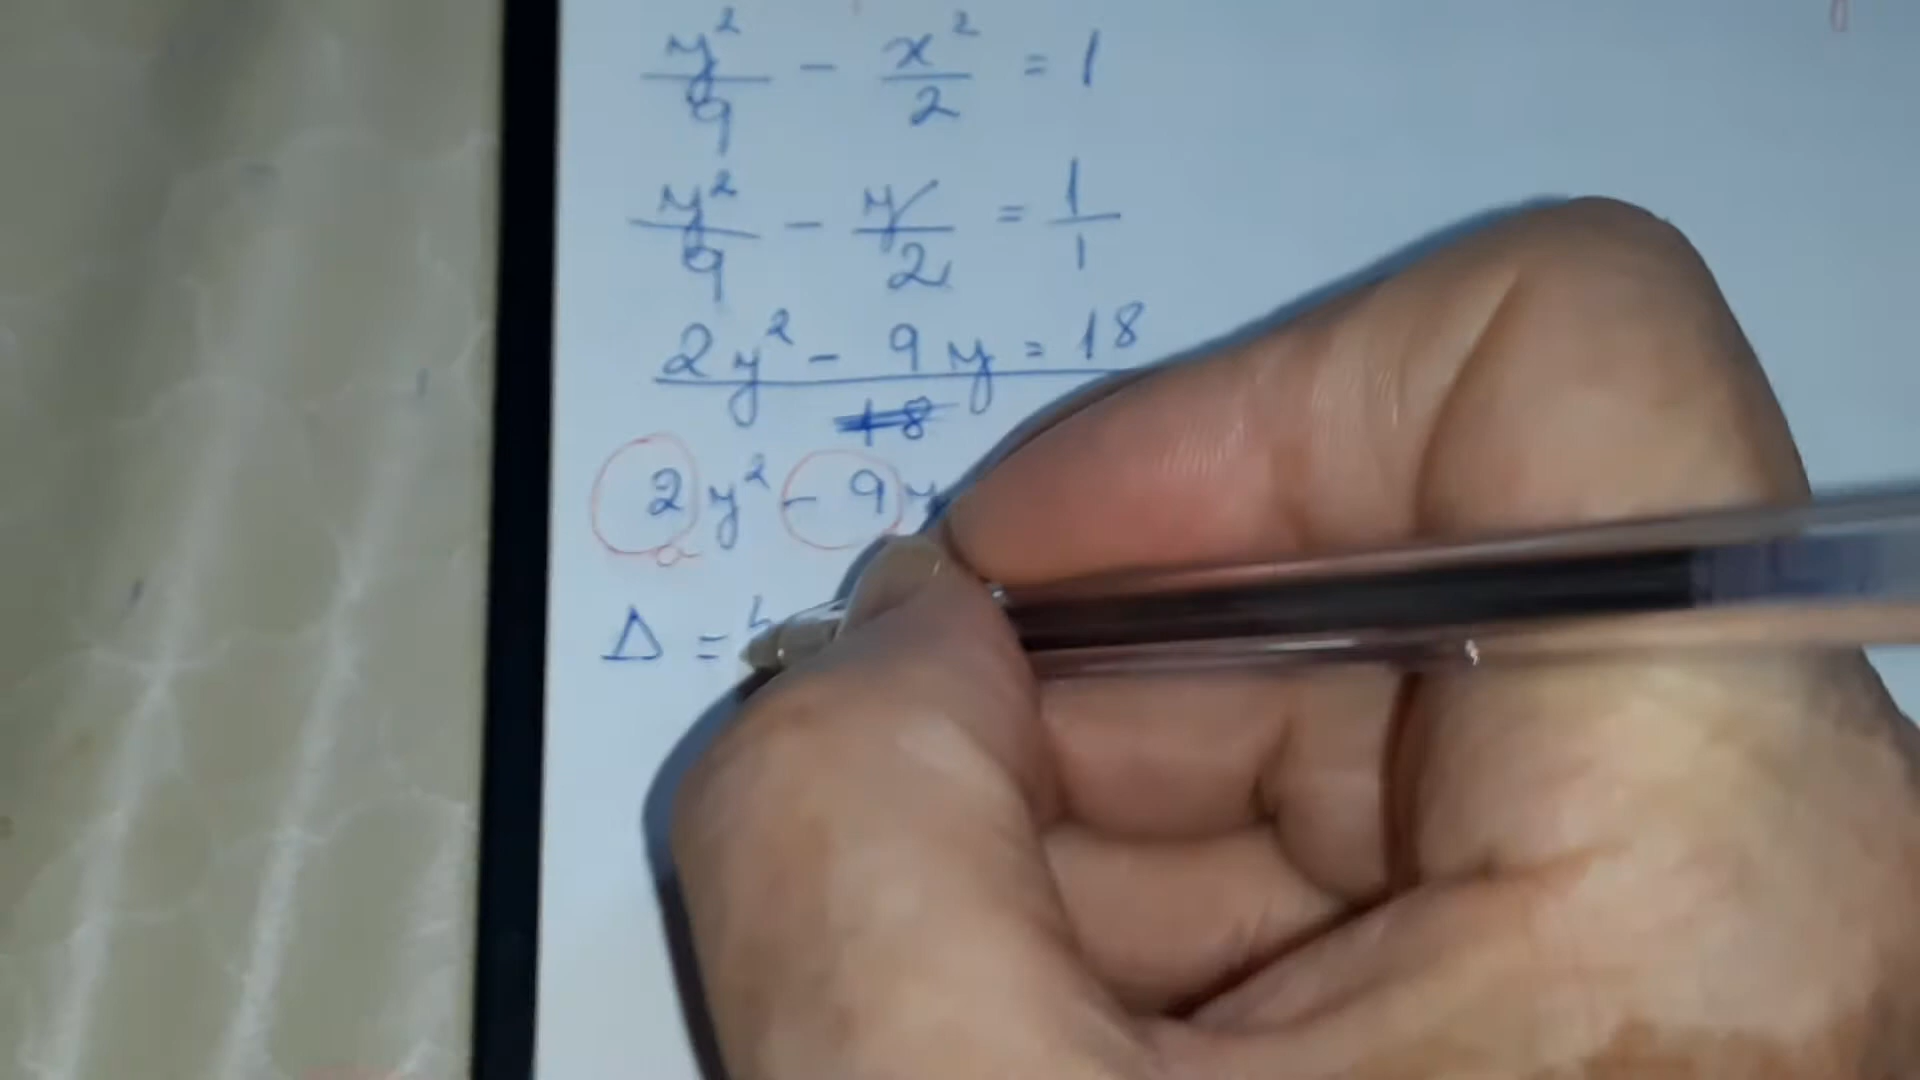 y²/9 - x²/2 = 1
y²/9 - y/2 = 1/1
2y² - 9y = 18
18
2y² - 9y
a
Δ =